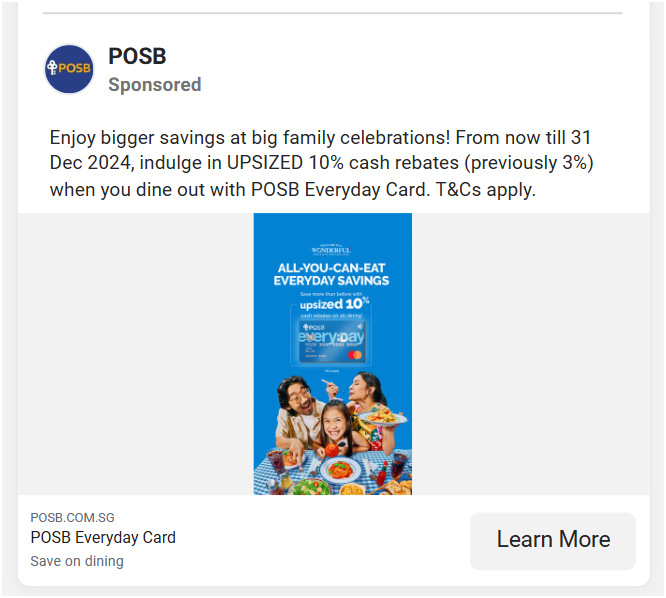 POSB
POSB
Sponsored
Enjoy bigger savings at big family celebrations! From now till 31
Dec 2024, indulge in UPSIZED 10% cash rebates (previously 3%)
when you dine out with POSB Everyday Card. T&Cs apply.
WONDERFUL
ALL-YOU-CAN-EAT
EVERYDAY SAVINGS
Save more than before with
upsized 10%
cash rebates on all dining
POSB
every:day
POSB.COM.SG
POSB Everyday Card
Save on dining
Learn More